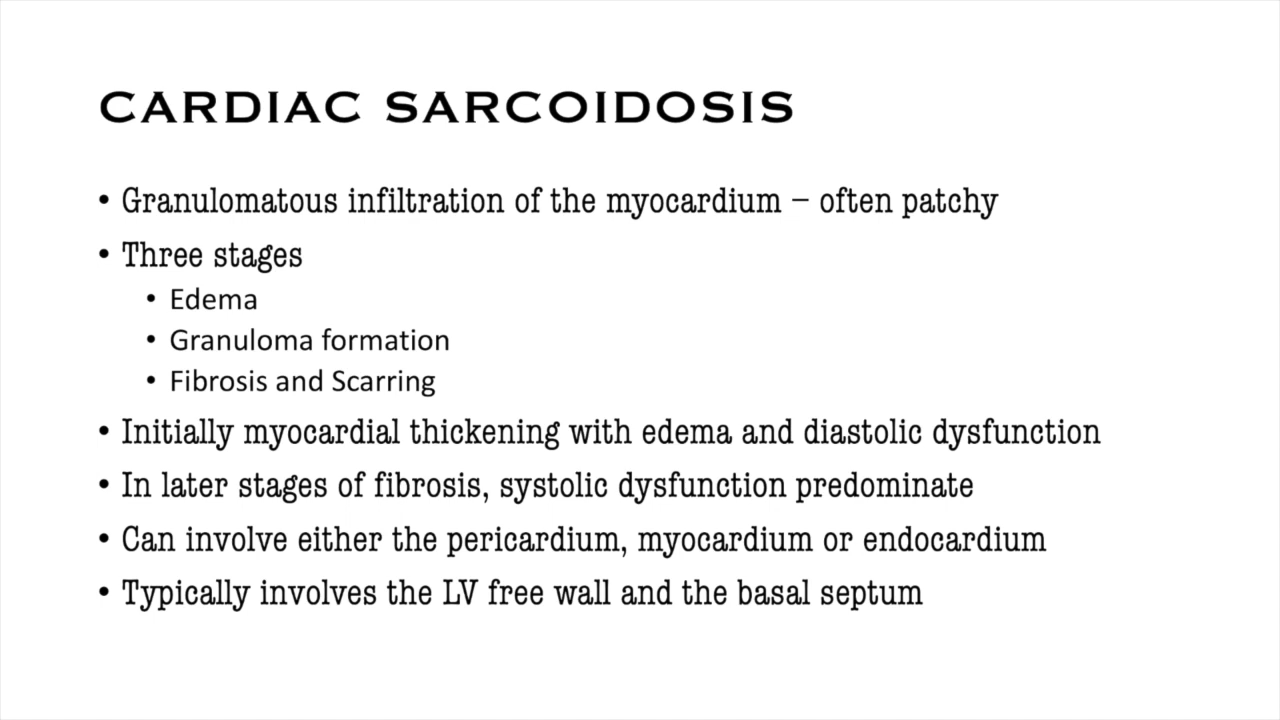 CARDIAC SARCOIDOSIS
• Granulomatous infiltration of the myocardium – often patchy
• Three stages
• Edema
• Granuloma formation
• Fibrosis and Scarring
• Initially myocardial thickening with edema and diastolic dysfunction
• In later stages of fibrosis, systolic dysfunction predominate
• Can involve either the pericardium, myocardium or endocardium
• Typically involves the LV free wall and the basal septum